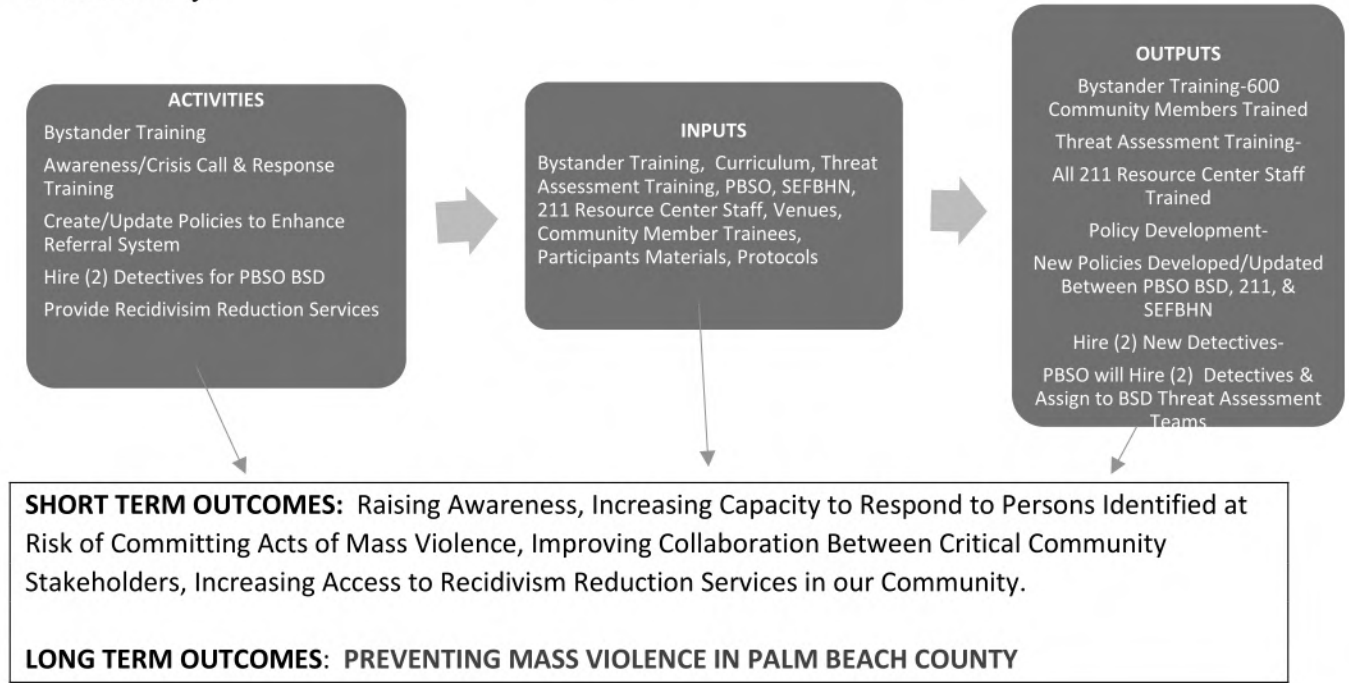 ACTIVITIES
Bystander Training
Awareness/Crisis Call & Response
Training
Create/Update Policies to Enhance
Referral System
Hire (2) Detectives for PBSO BSD
Provide Recidivisim Reduction Services
INPUTS
Bystander Training, Curriculum, Threat
Assessment Training, PBSO, SEFBHN,
211 Resource Center Staff, Venues,
Community Member Trainees,
Participants Materials, Protocols
OUTPUTS
Bystander Training-600
Community Members Trained
Threat Assessment Training-
All 211 Resource Center Staff
Trained
Policy Development-
New Policies Developed/Updated
Between PBSO BSD, 211, &
SEFBHN
Hire (2) New Detectives-
PBSO will Hire (2) Detectives &
Assign to BSD Threat Assessment
Teams
SHORT TERM OUTCOMES: Raising Awareness, Increasing Capacity to Respond to Persons Identified at
Risk of Committing Acts of Mass Violence, Improving Collaboration Between Critical Community
Stakeholders, Increasing Access to Recidivism Reduction Services in our Community.
LONG TERM OUTCOMES: PREVENTING MASS VIOLENCE IN PALM BEACH COUNTY